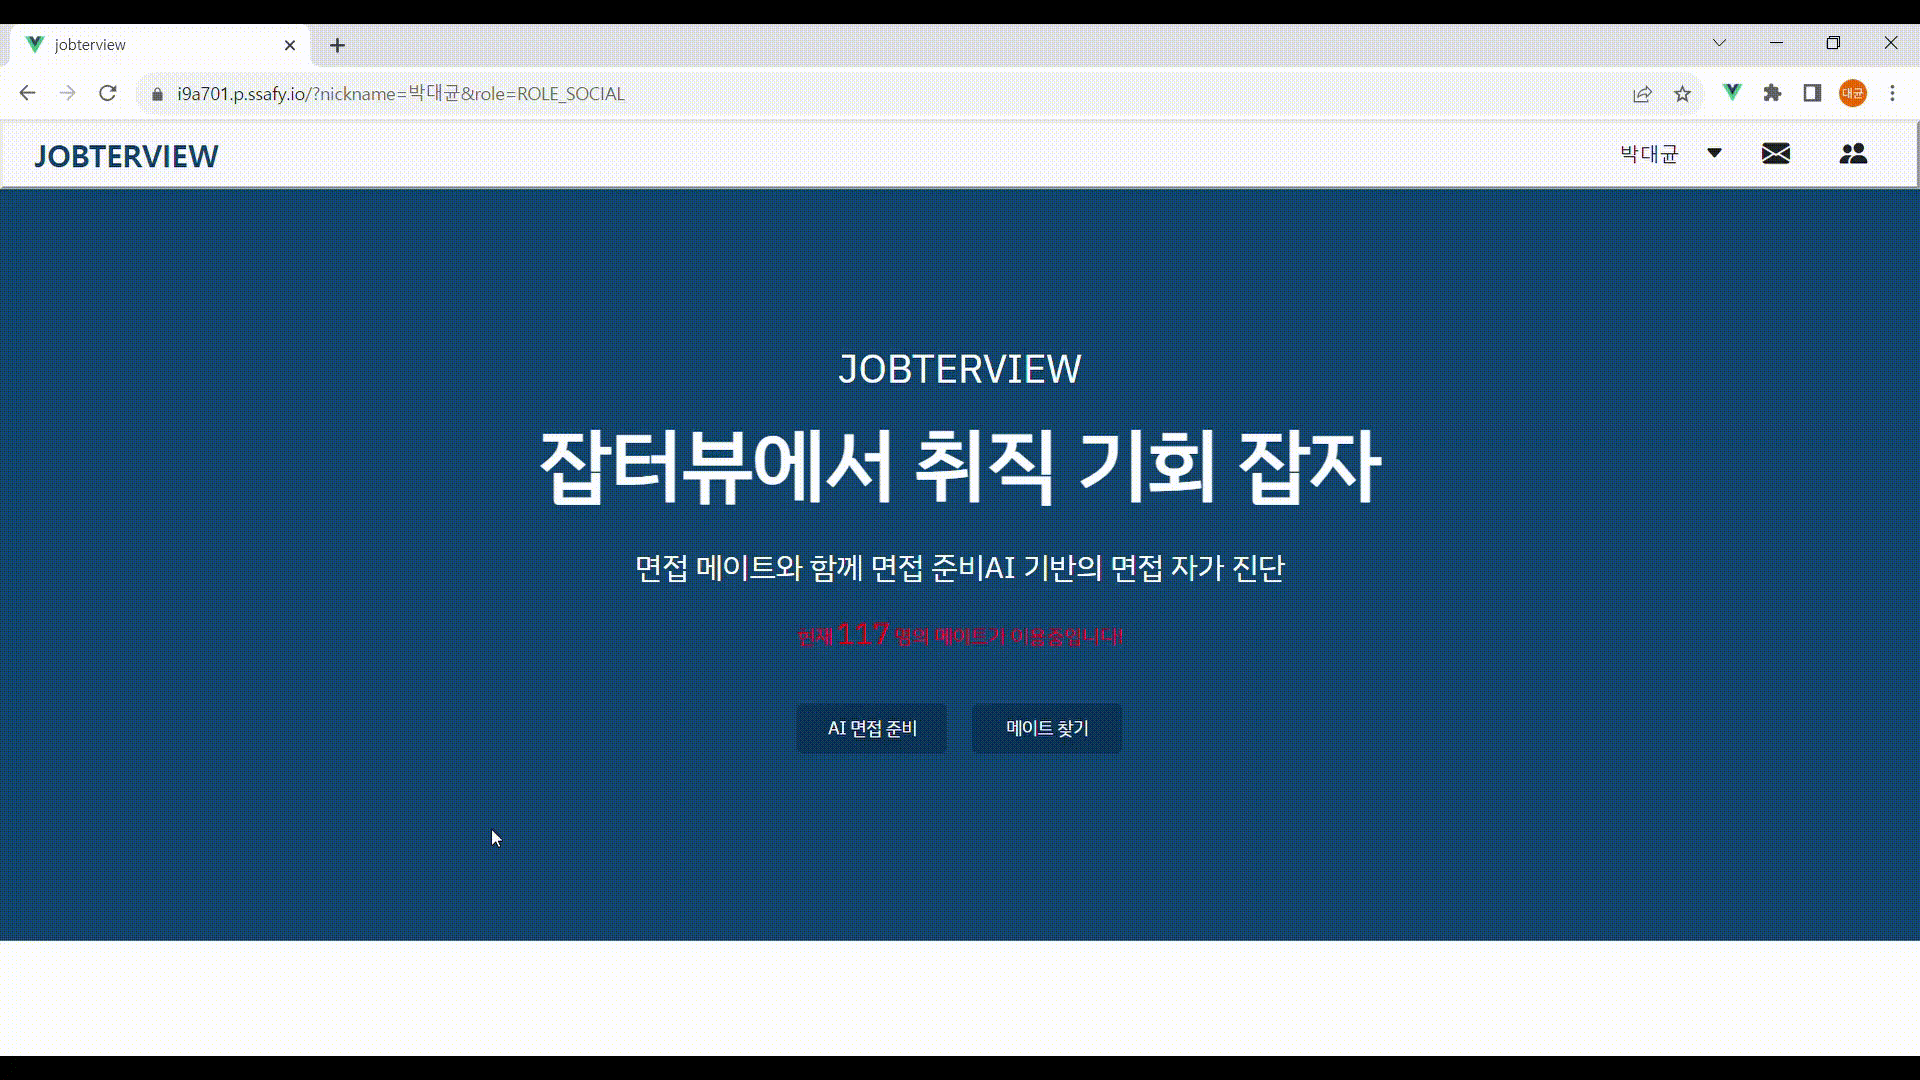 jobterview
i9a701.p.ssafy.io/?nickname=박대균&role=ROLE_SOCIAL
대균
JOBTERVIEW
박대균
JOBTERVIEW
잡터뷰에서 취직 기회 잡자
면접 메이트와 함께 면접 준비AI 기반의 면접 자가 진단
현재 117 명의 메이트가 이용중입니다!
AI 면접 준비
메이트 찾기